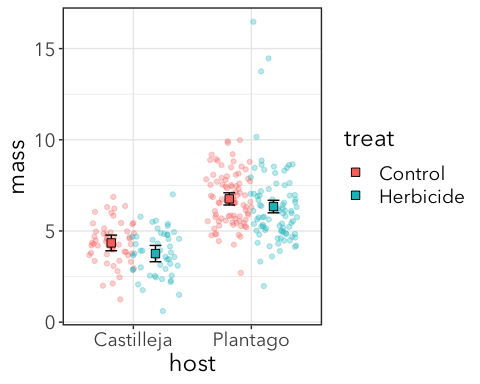 15
10
5
0
mass
Castilleja
Plantago
host
treat
Control
Herbicide